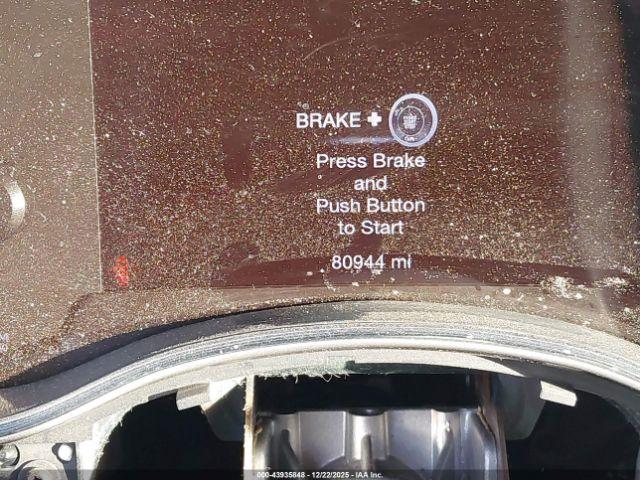 BRAKE +
Press Brake
and
Push Button
to Start
80944 mi
000-43935848 - 12/22/2025 - IAA Inc.